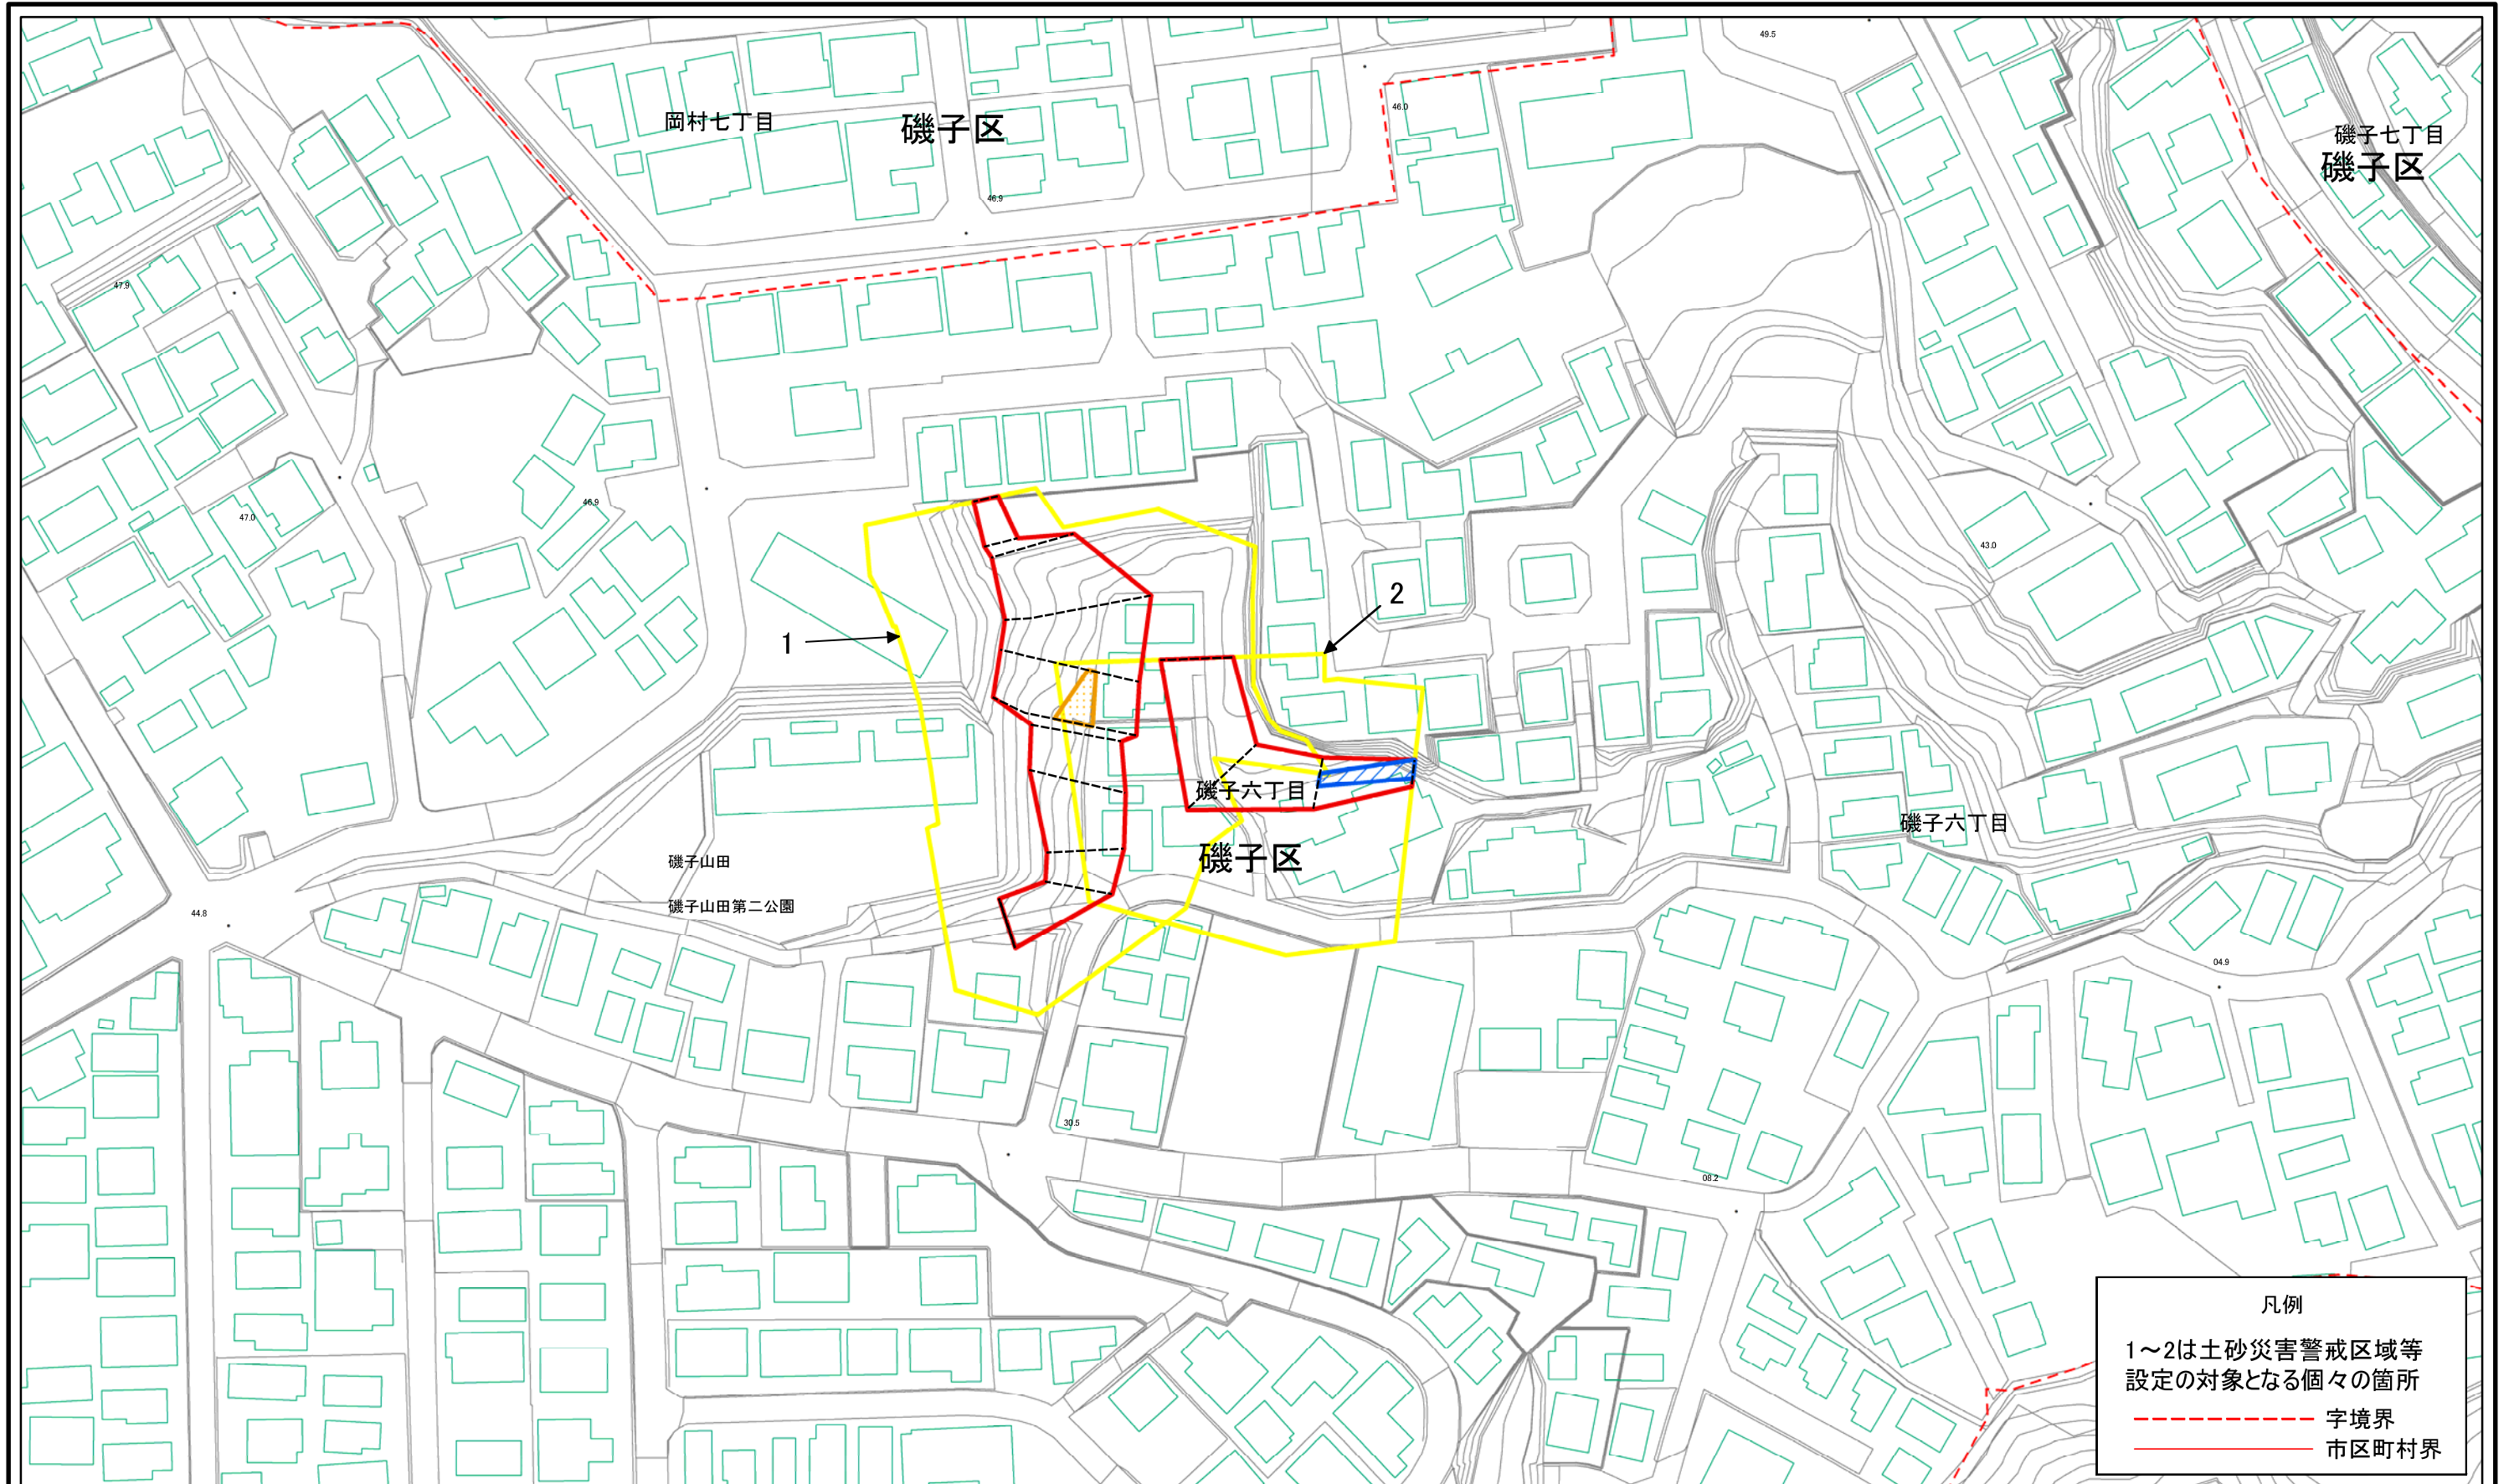 49.5
46.0
岡村七丁目
磯子区
磯子七丁目
磯子区
46.9
47.9
46.9
47.0
43.0
2
1
磯子六丁目
磯子六丁目
磯子区
磯子山田
磯子山田第二公園
44.8
04.9
30.5
08.2
凡例
1～2は土砂災害警戒区域等
設定の対象となる個々の箇所
字境界
市区町村界